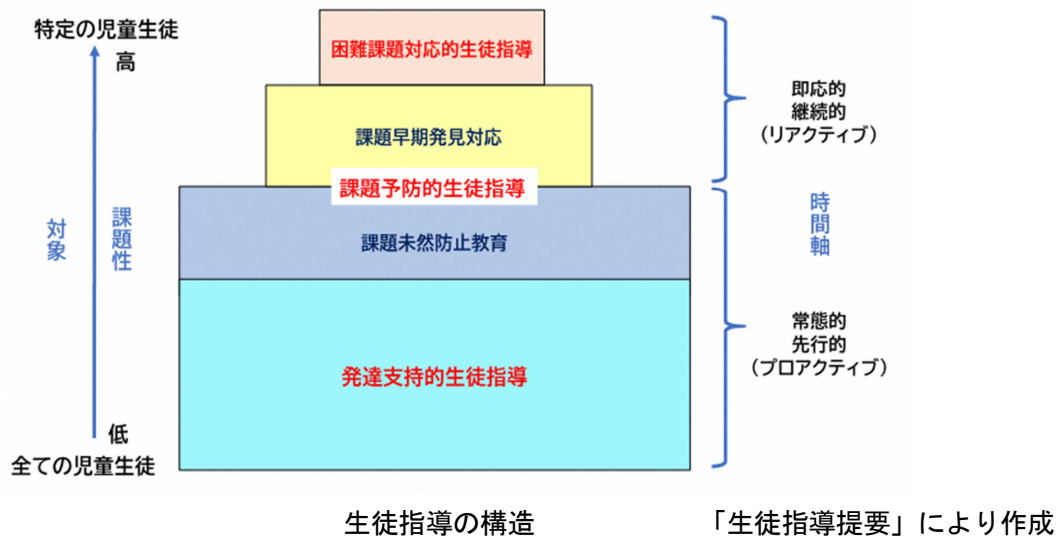 特定の児童生徒
高
対象
課題性
低
全ての児童生徒
困難課題対応的生徒指導
課題早期発見対応
課題予防的生徒指導
課題未然防止教育
発達支持的生徒指導
即応的
継続的
(リアクティブ)
時間軸
常態的
先行的
(プロアクティブ)
生徒指導の構造
「生徒指導提要」により作成